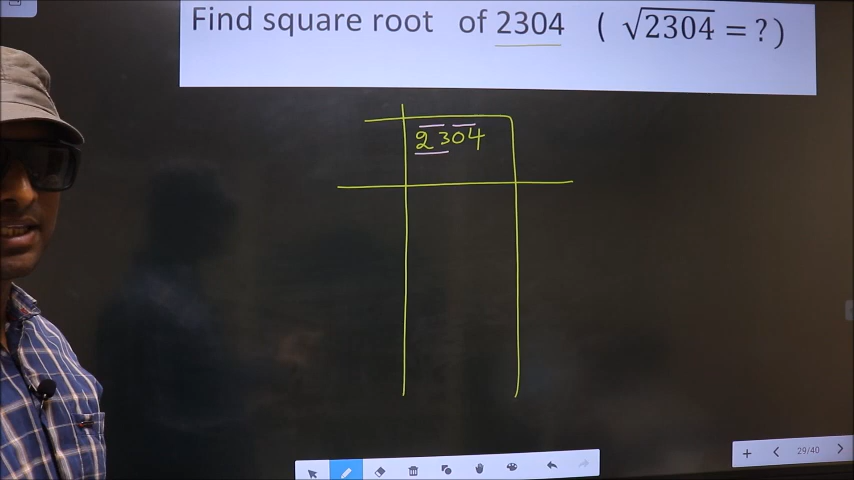 Find square root of 2304 ( √2304 = ? )
2304
29/40